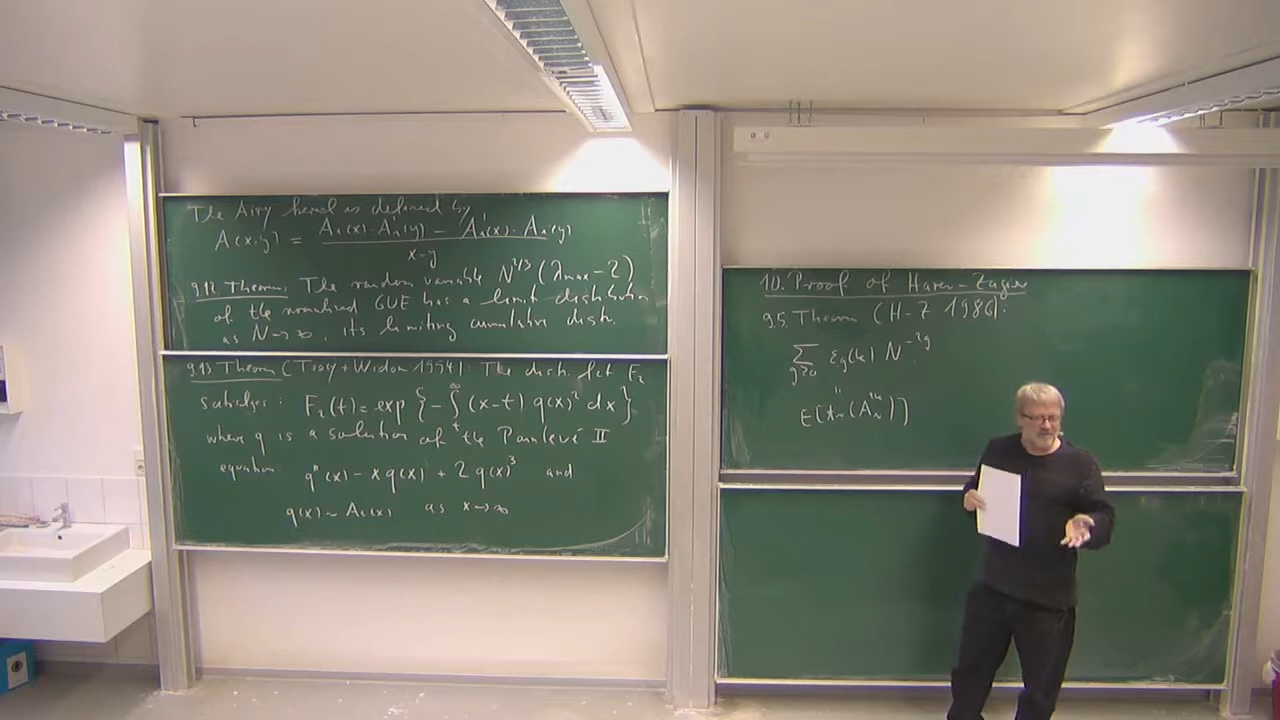 The Airy kernel is defined by
A(x,y) = Ai(x)·Ai'(y) − Ai'(x)·Ai(y) / x−y
9.12 Theorem. The random variable N^{2/3} (λmax − 2)
of the normalized GUE has a limit distribution
as N → ∞, its limiting cumulative distr.
9.13 Theorem (Tracy + Widom 1994): The distr. fct F₂
satisfies: F₂(t) = exp { − ∫_t^∞ (x−t) q(x)² dx }
where q is a solution of the Painlevé II
equation q''(x) − x q(x) + 2 q(x)³ and
q(x) ~ Ai(x) as x → ∞
10. Proof of Harer-Zagier
9.5. Theorem (H-Z 1986).
∑_{g≥0} ε_g(k) N^{−2g}
"
E[tr(A_N^{2k})]